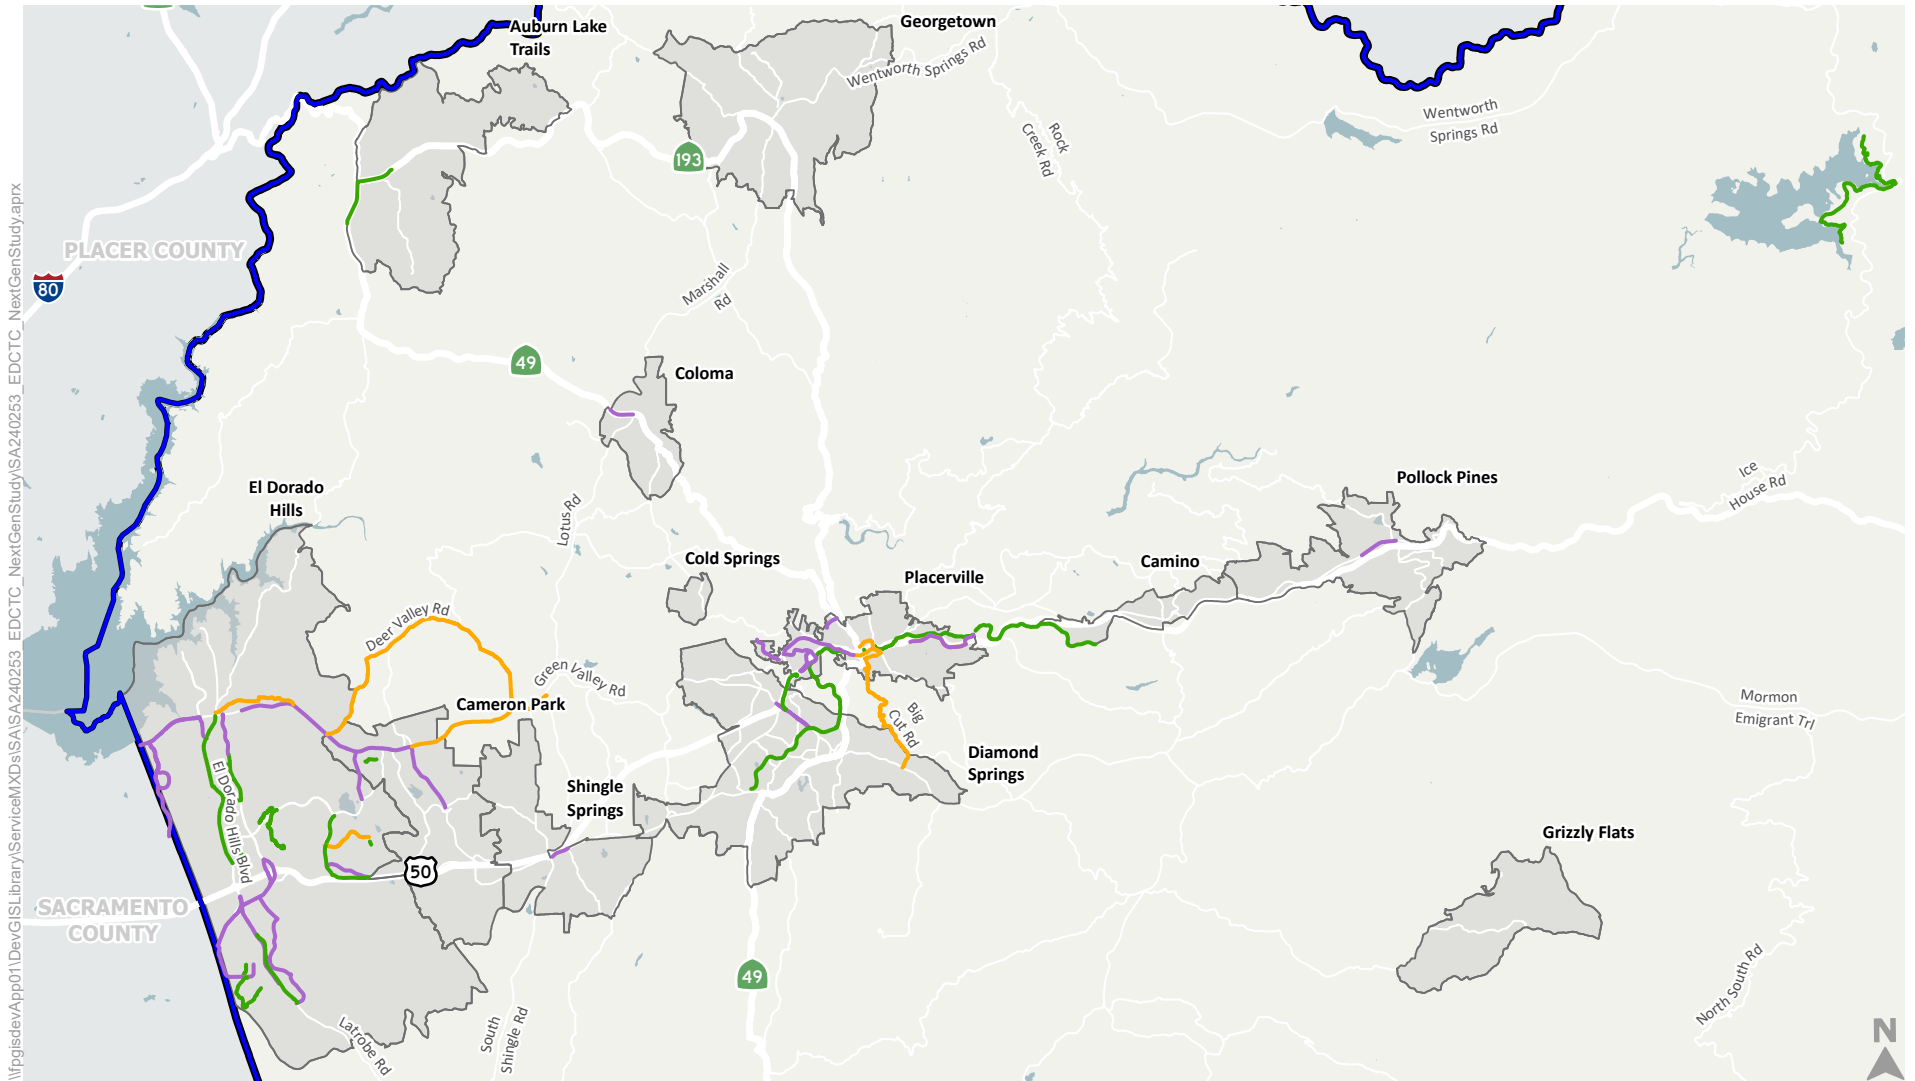 Auburn Lake
Trails
Georgetown
Wentworth Springs Rd
Wentworth
Springs Rd
Rock
Creek Rd
193
PLACER COUNTY
80
Marshall
Rd
49
Coloma
El Dorado
Hills
Lotus Rd
Pollock Pines
Ice
House Rd
Cold Springs
Placerville
Camino
Deer Valley Rd
Green Valley Rd
Cameron Park
Big
Cut Rd
Mormon
Emigrant Trl
Diamond
Springs
El Dorado Hills Blvd
Shingle
Springs
Grizzly Flats
50
SACRAMENTO
COUNTY
49
North South Rd
Latrobe Rd
South
Shingle Rd
N
\\fpgisdevApp01\DevGISLibrary\ServiceMXDs\SA\SA240253_EDCTC_NextGenStudy\SA240253_EDCTC_NextGenStudy.aprx